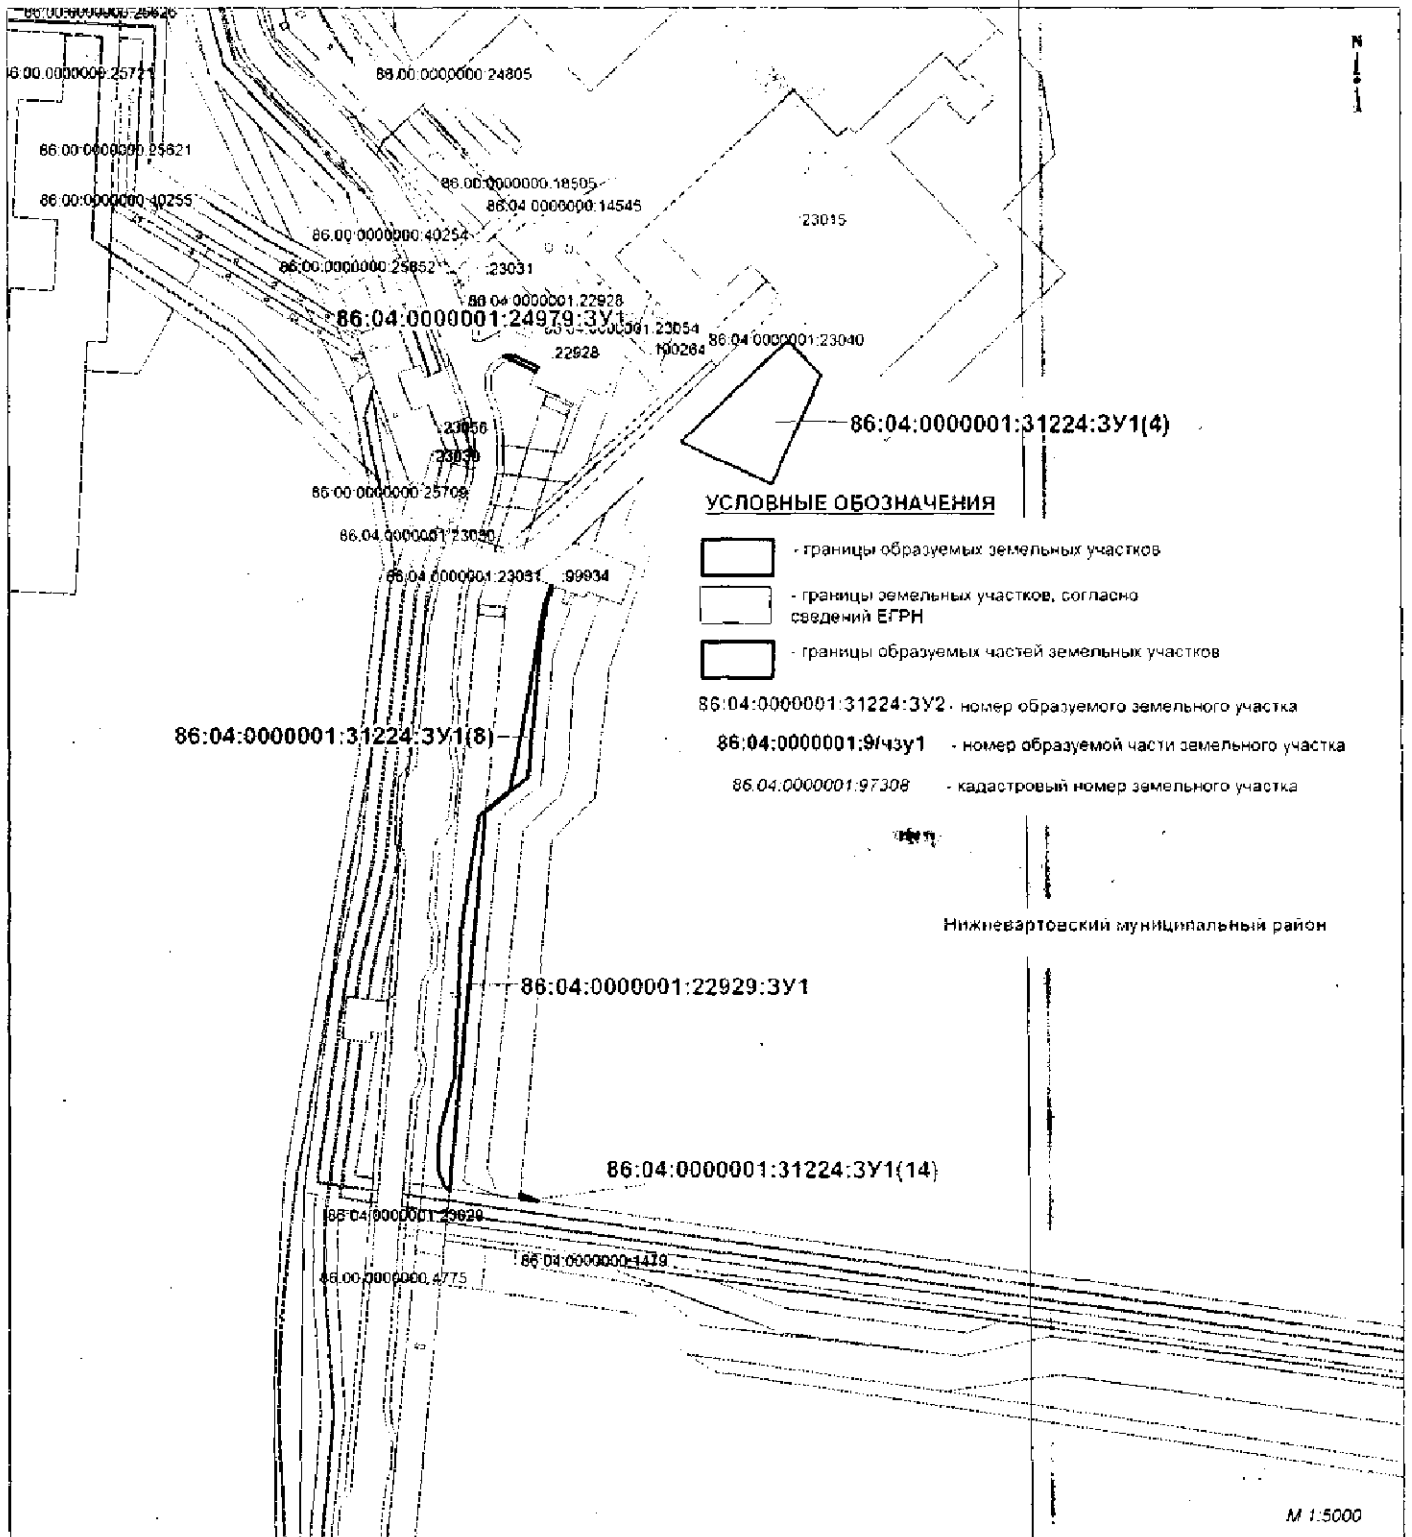 86:00:0000000:25626
N
86:00:0000000:25721
86:00:0000000:24805
86:00:0000000:25621
86:00:0000000:18505
86:00:0000000:40255
86:04:0000000:14545
:23015
86:00:0000000:40254
86:00:0000000:25852
:23031
86:04:0000001:22928
86:04:0000001:24979:ЗУ1
86:04:0000001:23054
86:04:0000001:23040
:22928
:100264
86:04:0000001:31224:ЗУ1(4)
:23056
:23039
86:00:0000000:25709
УСЛОВНЫЕ ОБОЗНАЧЕНИЯ
- границы образуемых земельных участков
86:04:0000001:23031
:99934
- границы земельных участков, согласно
сведений ЕГРН
- границы образуемых частей земельных участков
86:04:0000001:31224:ЗУ2 - номер образуемого земельного участка
86:04:0000001:31224:ЗУ1(8)
86:04:0000001:9/чзу1 - номер образуемой части земельного участка
86:04:0000001:97308 - кадастровый номер земельного участка
Нижневартовский муниципальный район
86:04:0000001:22929:ЗУ1
86:04:0000001:31224:ЗУ1(14)
86:04:0000001:23029
86:04:0000000:1479
86:00:0000000:4775
М 1:5000